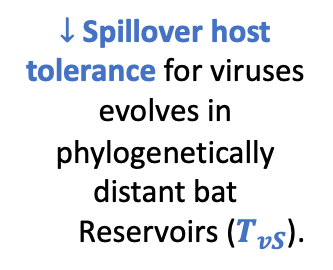 ↓ Spillover host
tolerance for viruses
evolves in
phylogenetically
distant bat
Reservoirs (TvS).